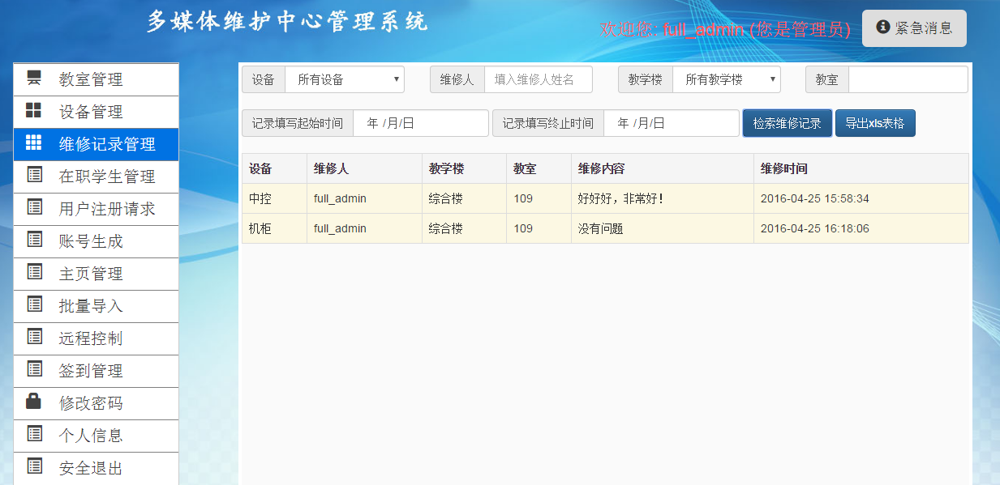 多媒体维护中心管理系统
欢迎您: full_admin (您是管理员)
紧急消息
教室管理
设备管理
维修记录管理
在职学生管理
用户注册请求
账号生成
主页管理
批量导入
远程控制
签到管理
修改密码
个人信息
安全退出
设备 所有设备 维修人 填入维修人姓名 教学楼 所有教学楼 教室
记录填写起始时间 年 /月/日 记录填写终止时间 年 /月/日 检索维修记录 导出xls表格
设备 维修人 教学楼 教室 维修内容 维修时间
中控 full_admin 综合楼 109 好好好，非常好！ 2016-04-25 15:58:34
机柜 full_admin 综合楼 109 没有问题 2016-04-25 16:18:06